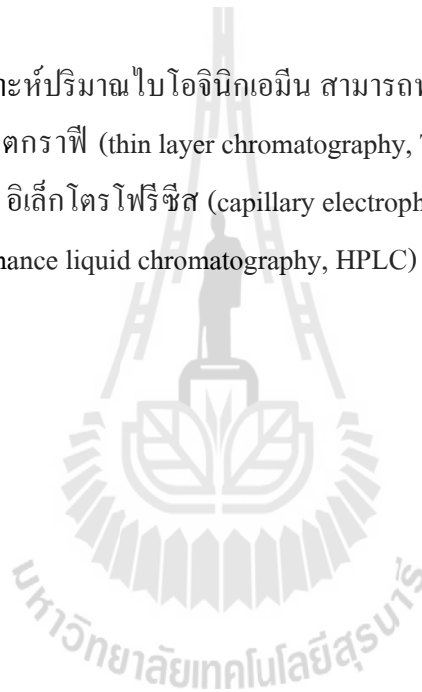 าะห์ปริมาณไบโอจินิกเอมีน สามารถท
ตกราฟี (thin layer chromatography, T
อิเล็กโตรโฟรีซีส (capillary electroph
nance liquid chromatography, HPLC)
มหาวิทยาลัยเทคโนโลยีสุรนารี